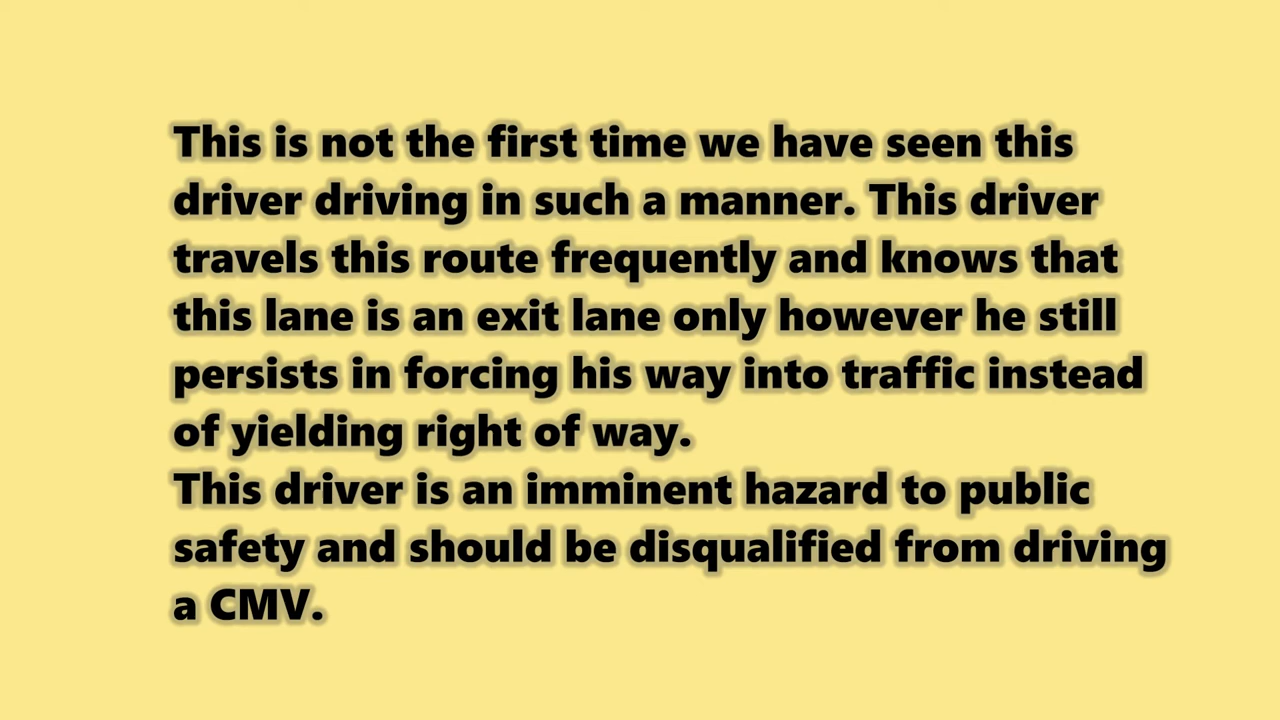 This is not the first time we have seen this
driver driving in such a manner. This driver
travels this route frequently and knows that
this lane is an exit lane only however he still
persists in forcing his way into traffic instead
of yielding right of way.
This driver is an imminent hazard to public
safety and should be disqualified from driving
a CMV.